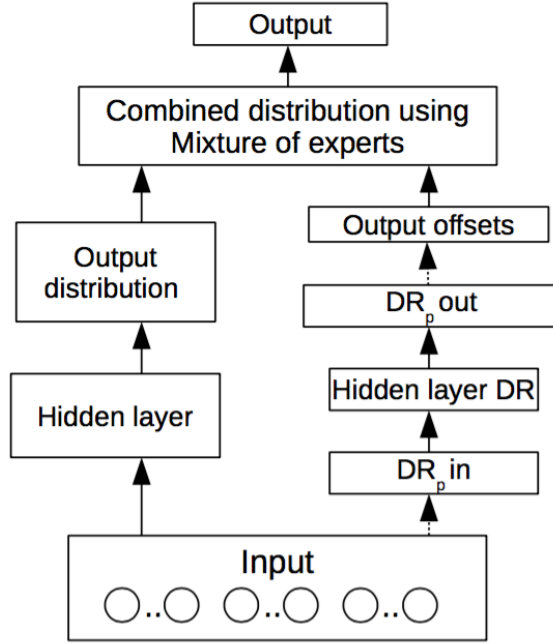 Output
Combined distribution using
Mixture of experts
Output
distribution
Output offsets
DRp out
Hidden layer
Hidden layer DR
DRp in
Input
.. .. ..